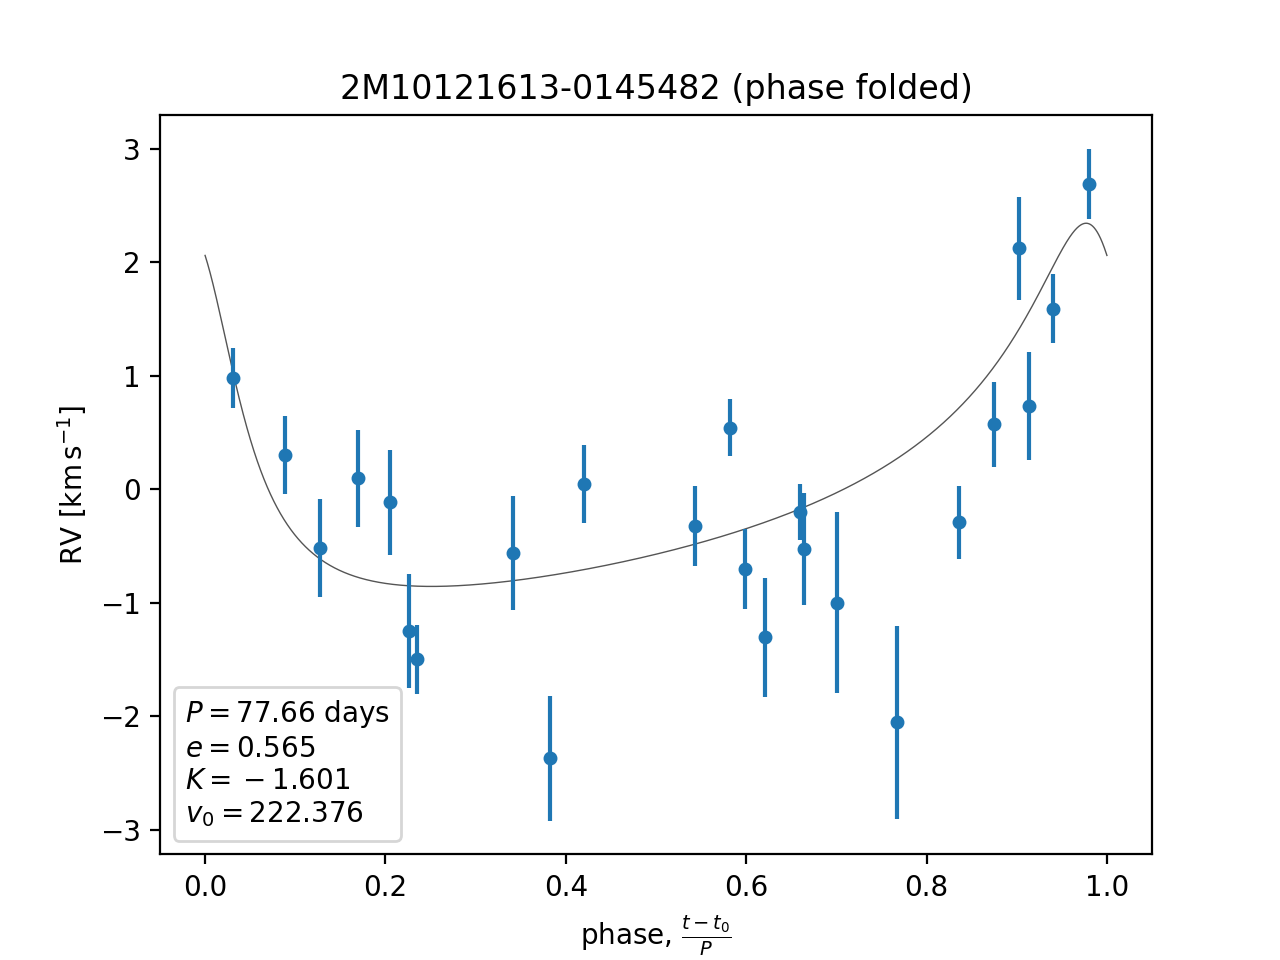 2M10121613-0145482 (phase folded)
RV [km s⁻¹]
3
2
1
0
−1
−2
−3
P = 77.66 days
e = 0.565
K = −1.601
v₀ = 222.376
0.0 0.2 0.4 0.6 0.8 1.0
phase, (t − t₀)/P